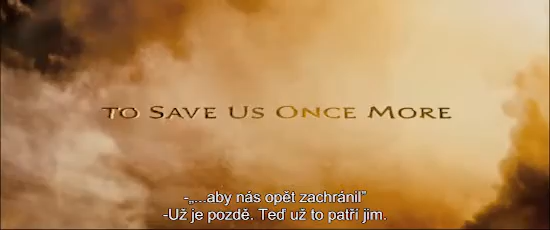 TO SAVE US ONCE MORE
-„...aby nás opět zachránil”
-Už je pozdě. Teď už to patří jim.